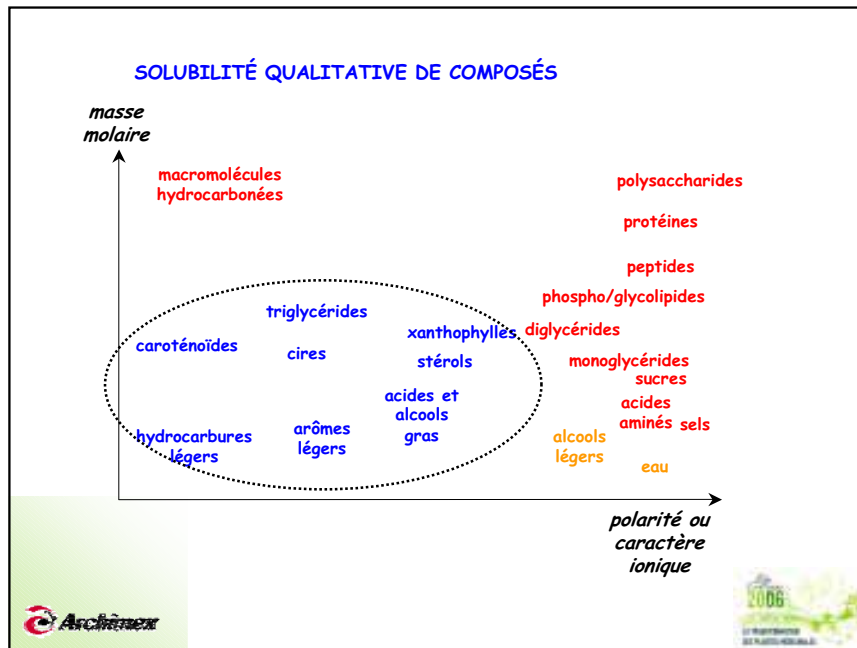 SOLUBILITÉ QUALITATIVE DE COMPOSÉS
masse
molaire
macromolécules
hydrocarbonées
polysaccharides
protéines
peptides
phospho/glycolipides
triglycérides
xanthophylles
diglycérides
caroténoïdes
cires
stérols
monoglycérides
sucres
acides et
alcools
gras
acides
aminés
sels
hydrocarbures
légers
arômes
légers
alcools
légers
eau
polarité ou
caractère
ionique
Archimex
2006